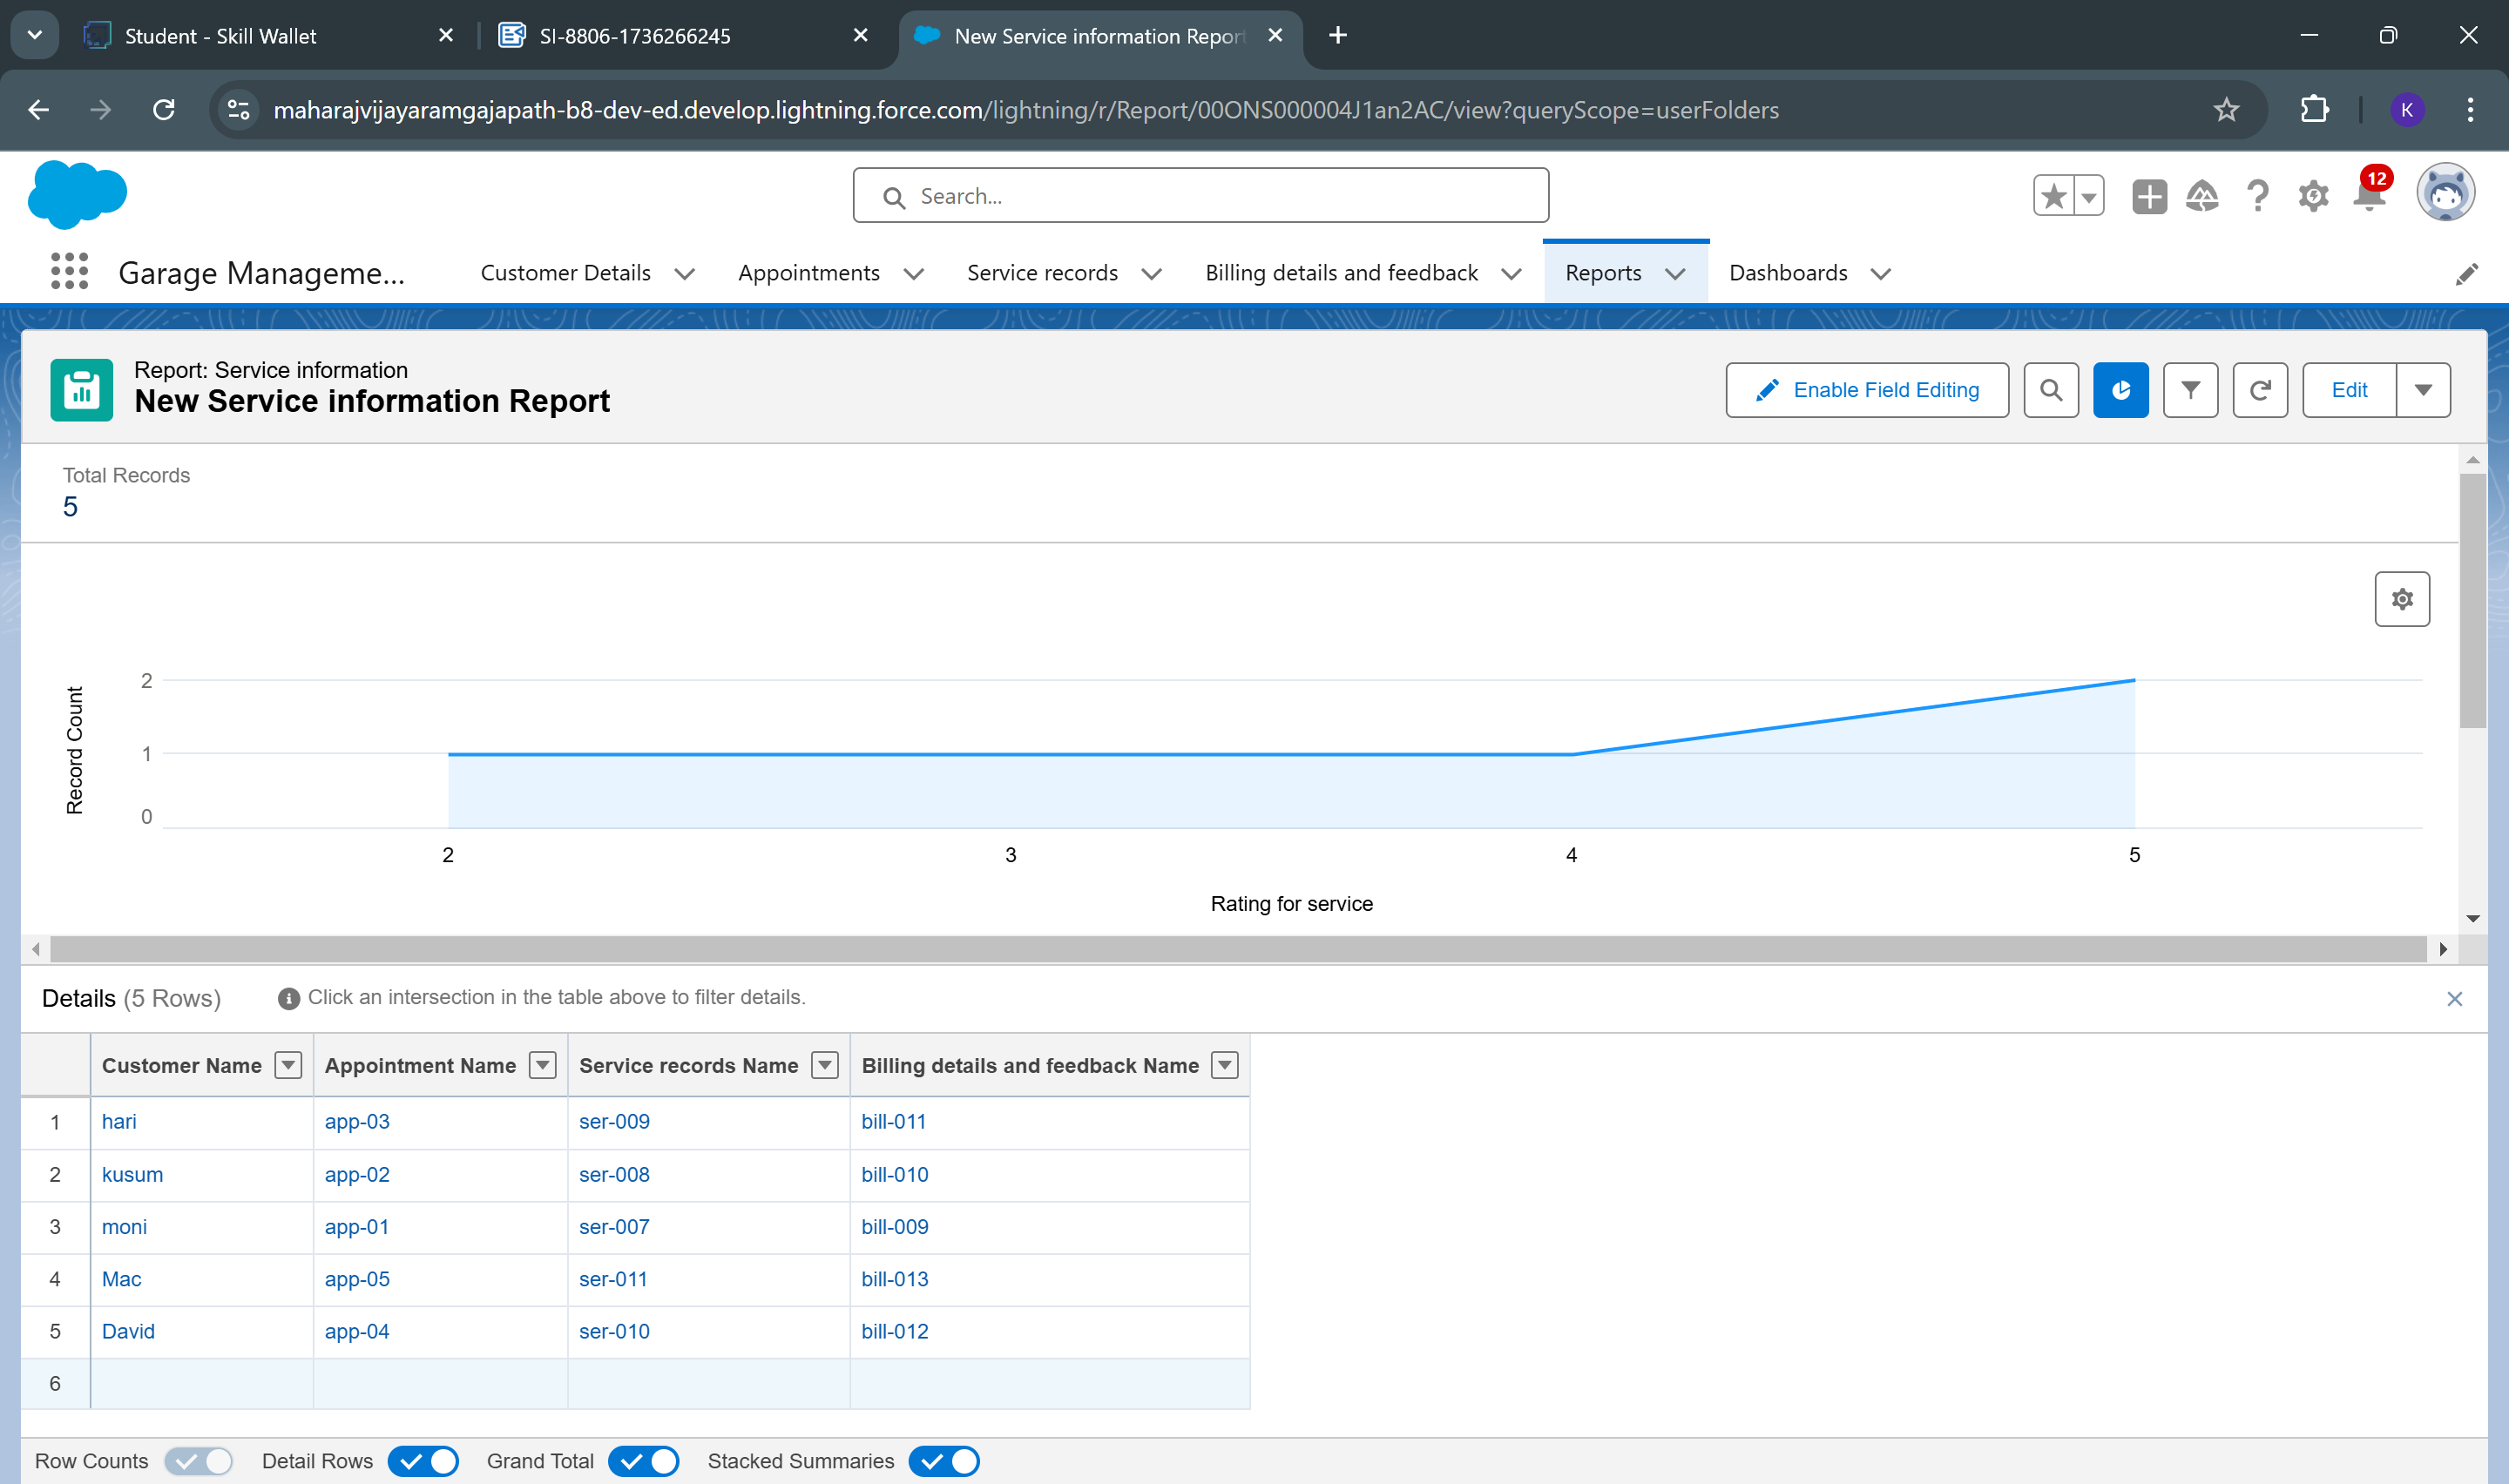 Student - Skill Wallet
SI-8806-1736266245
New Service information Report
maharajvijayaramgajapath-b8-dev-ed.develop.lightning.force.com/lightning/r/Report/00ONS000004J1an2AC/view?queryScope=userFolders
K
Search...
12
Garage Manageme...
Customer Details
Appointments
Service records
Billing details and feedback
Reports
Dashboards
Report: Service information
New Service information Report
Enable Field Editing
Edit
Total Records
5
Record Count
2
1
0
2 3 4 5
Rating for service
Details (5 Rows)
Click an intersection in the table above to filter details.
Customer Name Appointment Name Service records Name Billing details and feedback Name
1 hari app-03 ser-009 bill-011
2 kusum app-02 ser-008 bill-010
3 moni app-01 ser-007 bill-009
4 Mac app-05 ser-011 bill-013
5 David app-04 ser-010 bill-012
6
Row Counts Detail Rows Grand Total Stacked Summaries